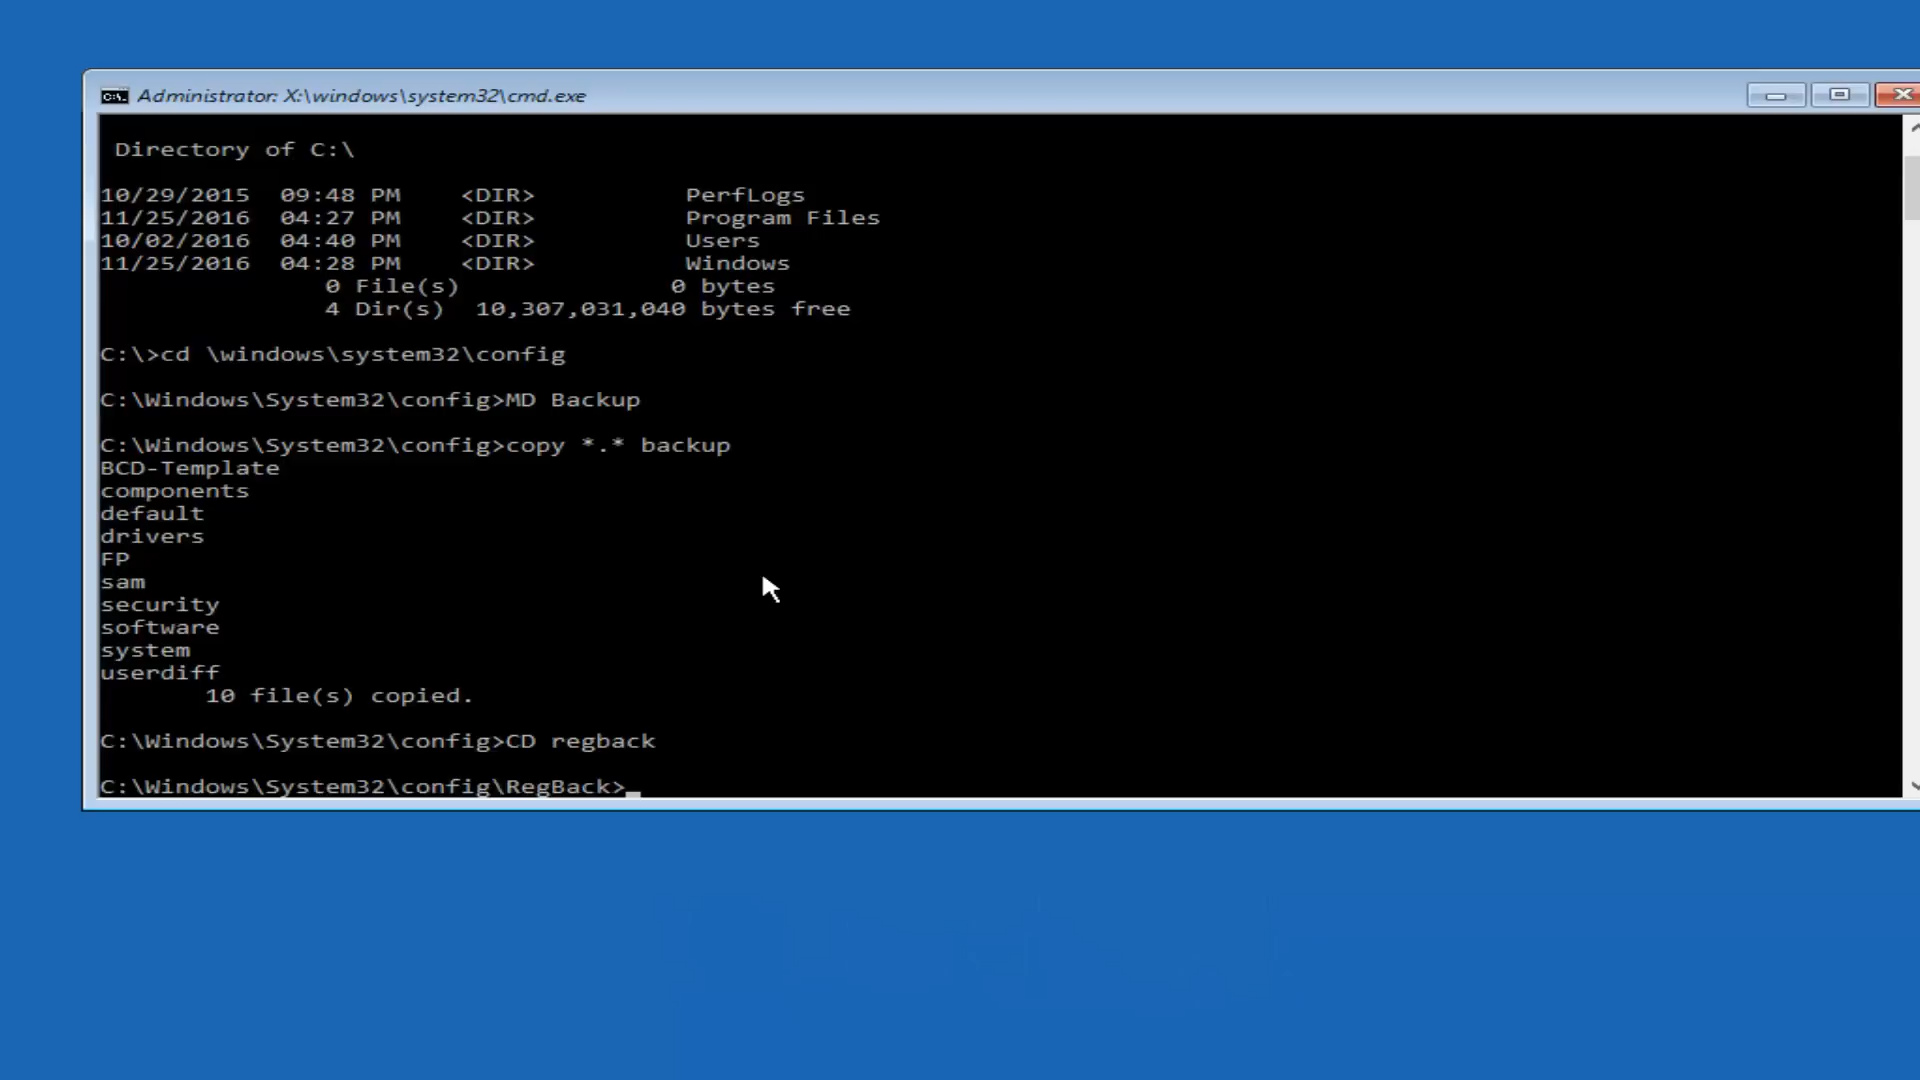 Administrator: X:\windows\system32\cmd.exe
Directory of C:\
10/29/2015  09:48 PM    <DIR>          PerfLogs
11/25/2016  04:27 PM    <DIR>          Program Files
10/02/2016  04:40 PM    <DIR>          Users
11/25/2016  04:28 PM    <DIR>          Windows
0 File(s)              0 bytes
4 Dir(s)  10,307,031,040 bytes free
C:\>cd \windows\system32\config
C:\Windows\System32\config>MD Backup
C:\Windows\System32\config>copy *.* backup
BCD-Template
components
default
drivers
FP
sam
security
software
system
userdiff
10 file(s) copied.
C:\Windows\System32\config>CD regback
C:\Windows\System32\config\RegBack>